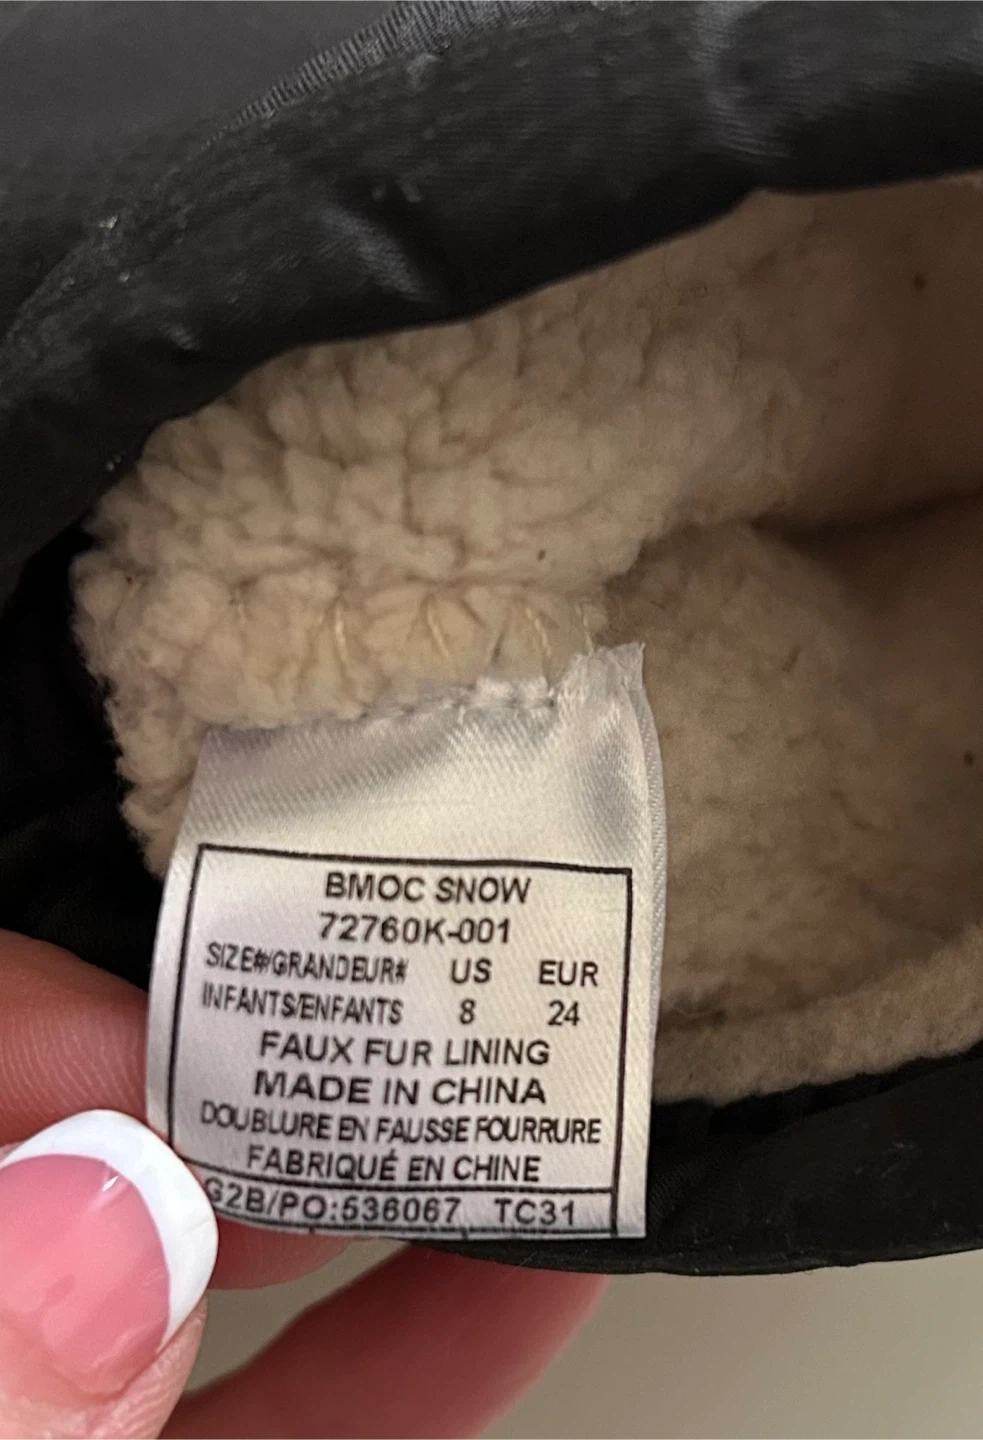 BMOC SNOW
72760K-001
SIZE#/GRANDEUR# US EUR
INFANTS/ENFANTS 8 24
FAUX FUR LINING
MADE IN CHINA
DOUBLURE EN FAUSSE FOURRURE
FABRIQUÉ EN CHINE
G2B/PO:536067 TC31